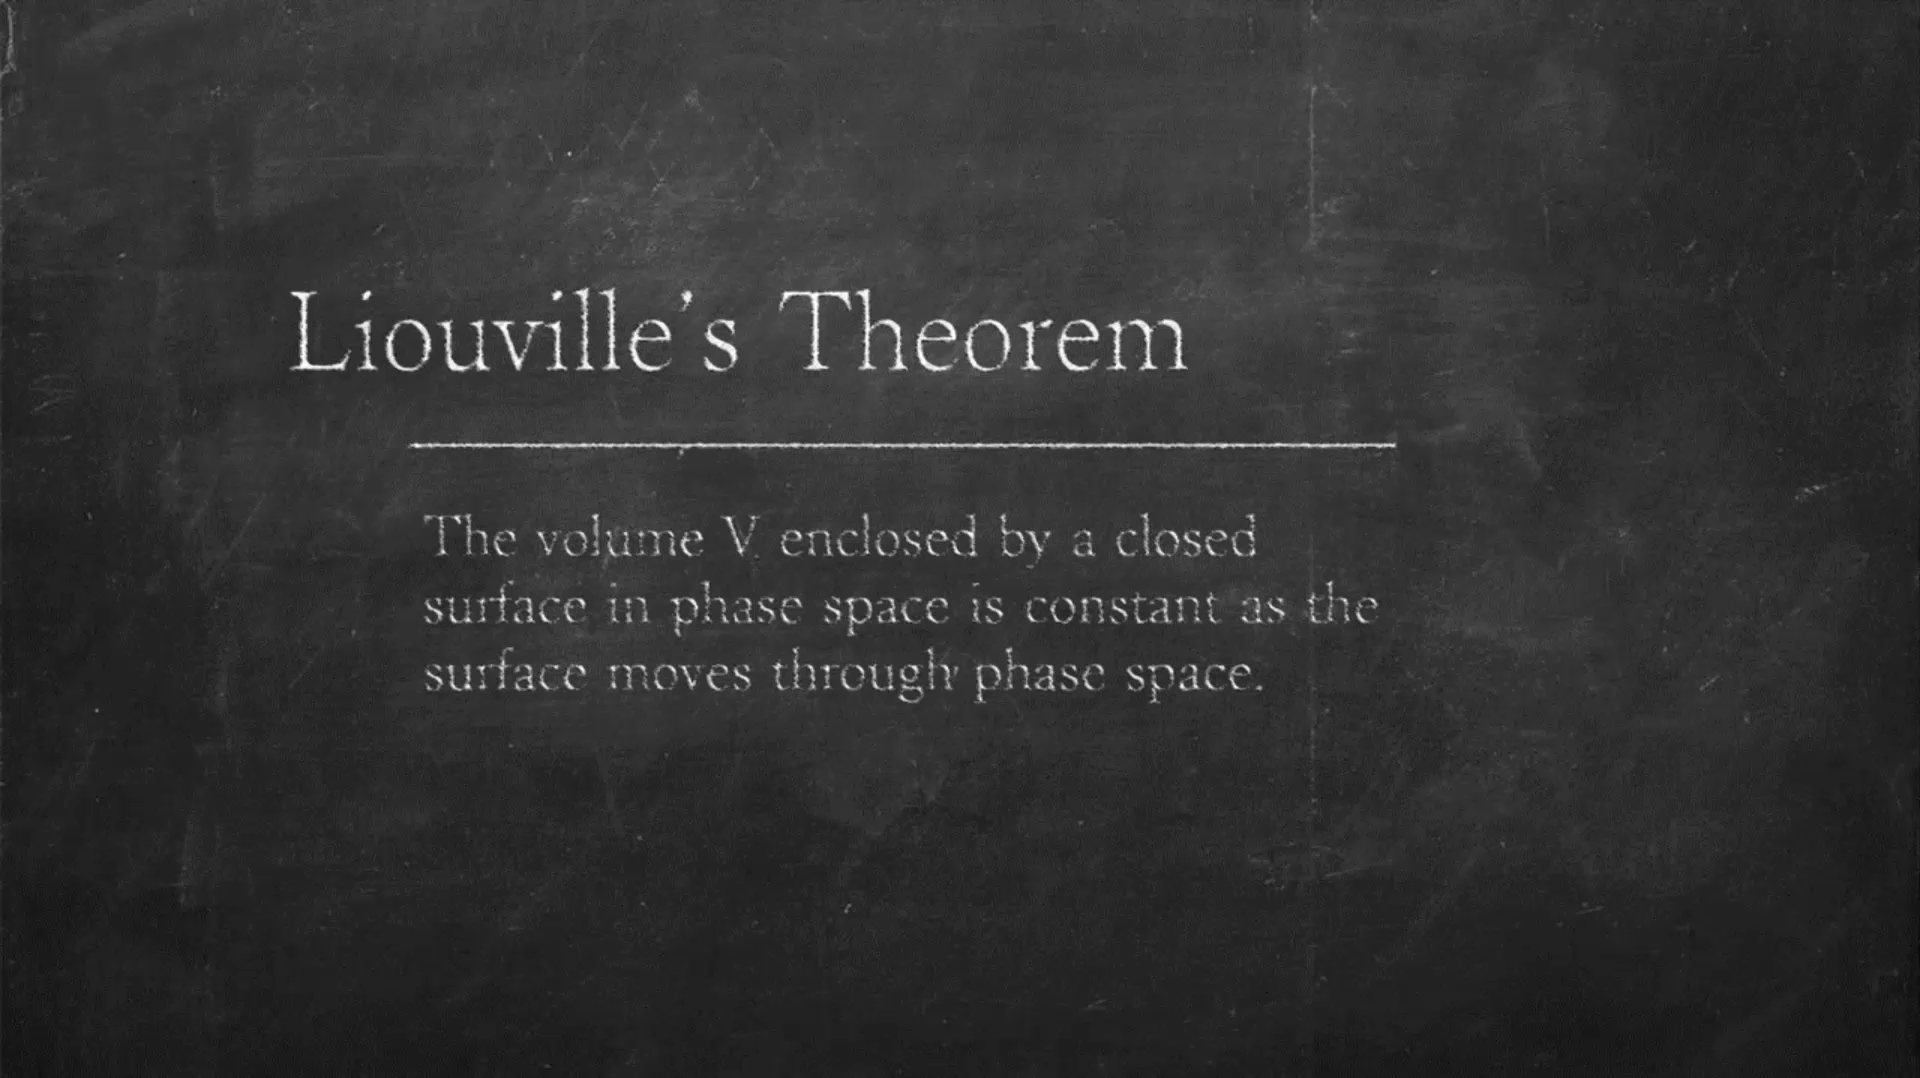 Liouville's Theorem
The volume V enclosed by a closed
surface in phase space is constant as the
surface moves through phase space.